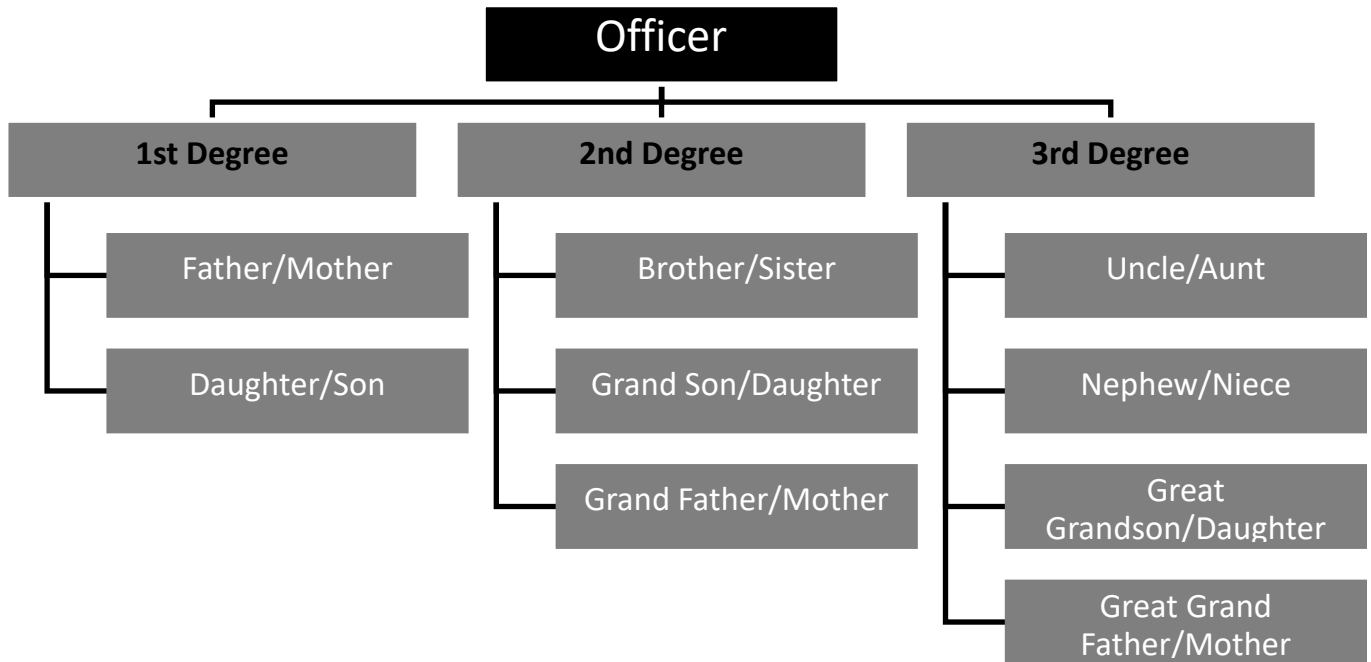 Officer
1st Degree
Father/Mother
Daughter/Son
2nd Degree
Brother/Sister
Grand Son/Daughter
Grand Father/Mother
3rd Degree
Uncle/Aunt
Nephew/Niece
Great
Grandson/Daughter
Great Grand
Father/Mother